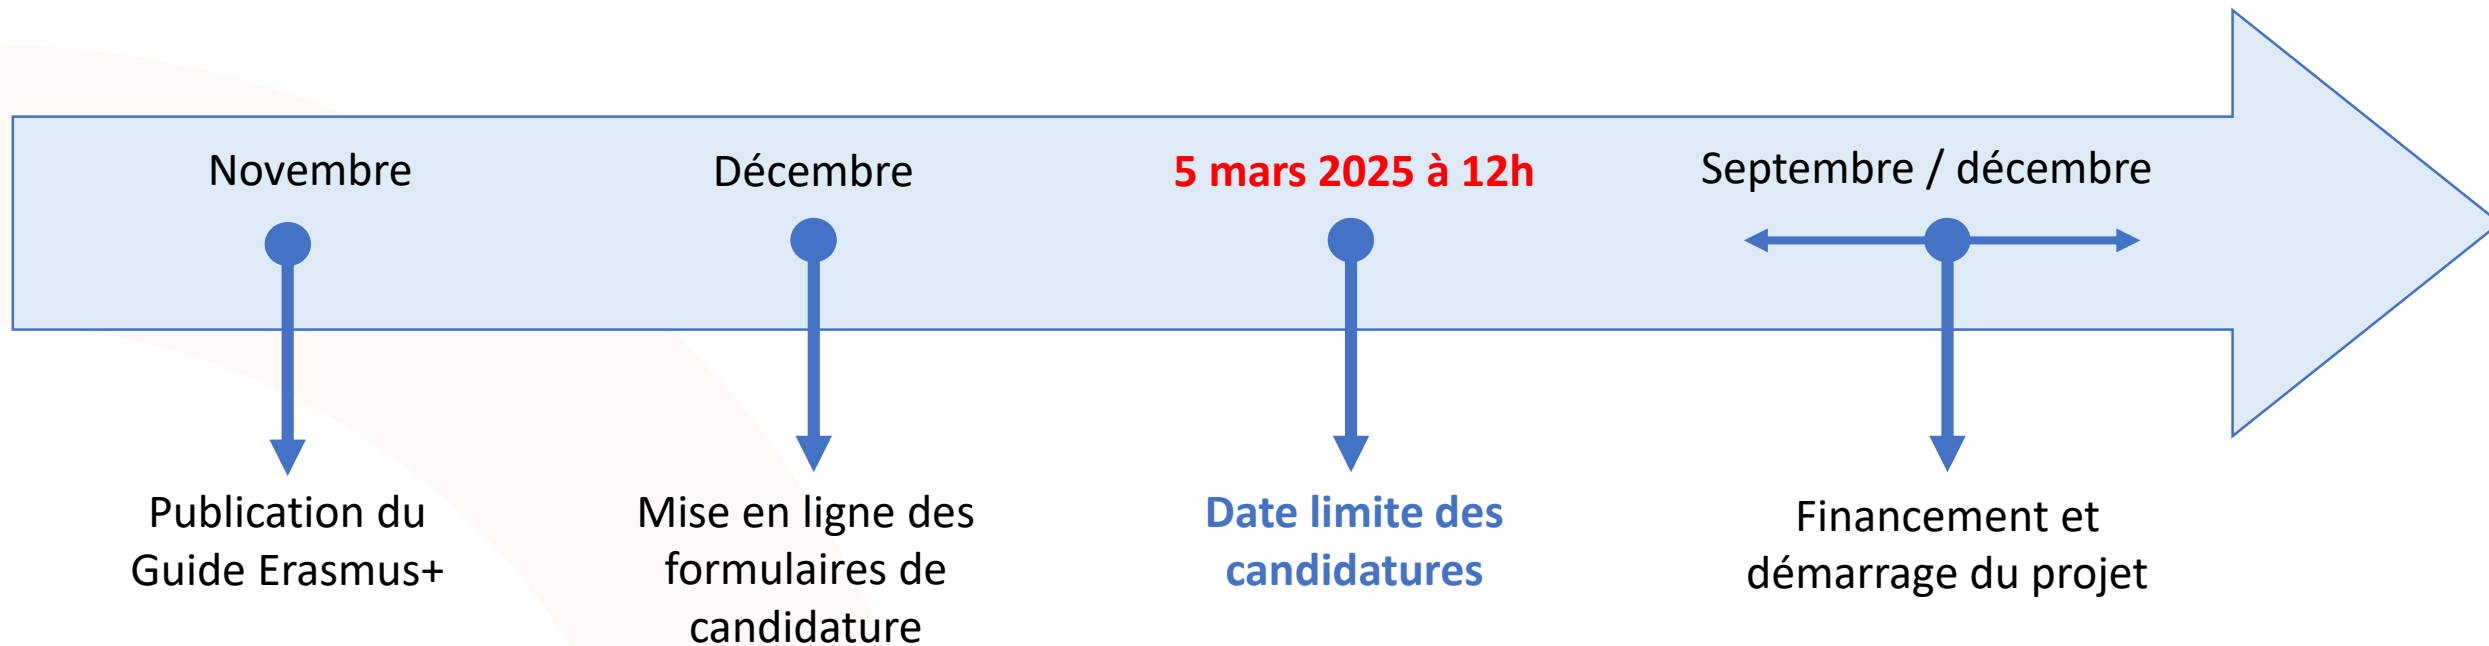 Novembre
Décembre
5 mars 2025 à 12h
Septembre / décembre
Publication du
Guide Erasmus+
Mise en ligne des
formulaires de
candidature
Date limite des
candidatures
Financement et
démarrage du projet